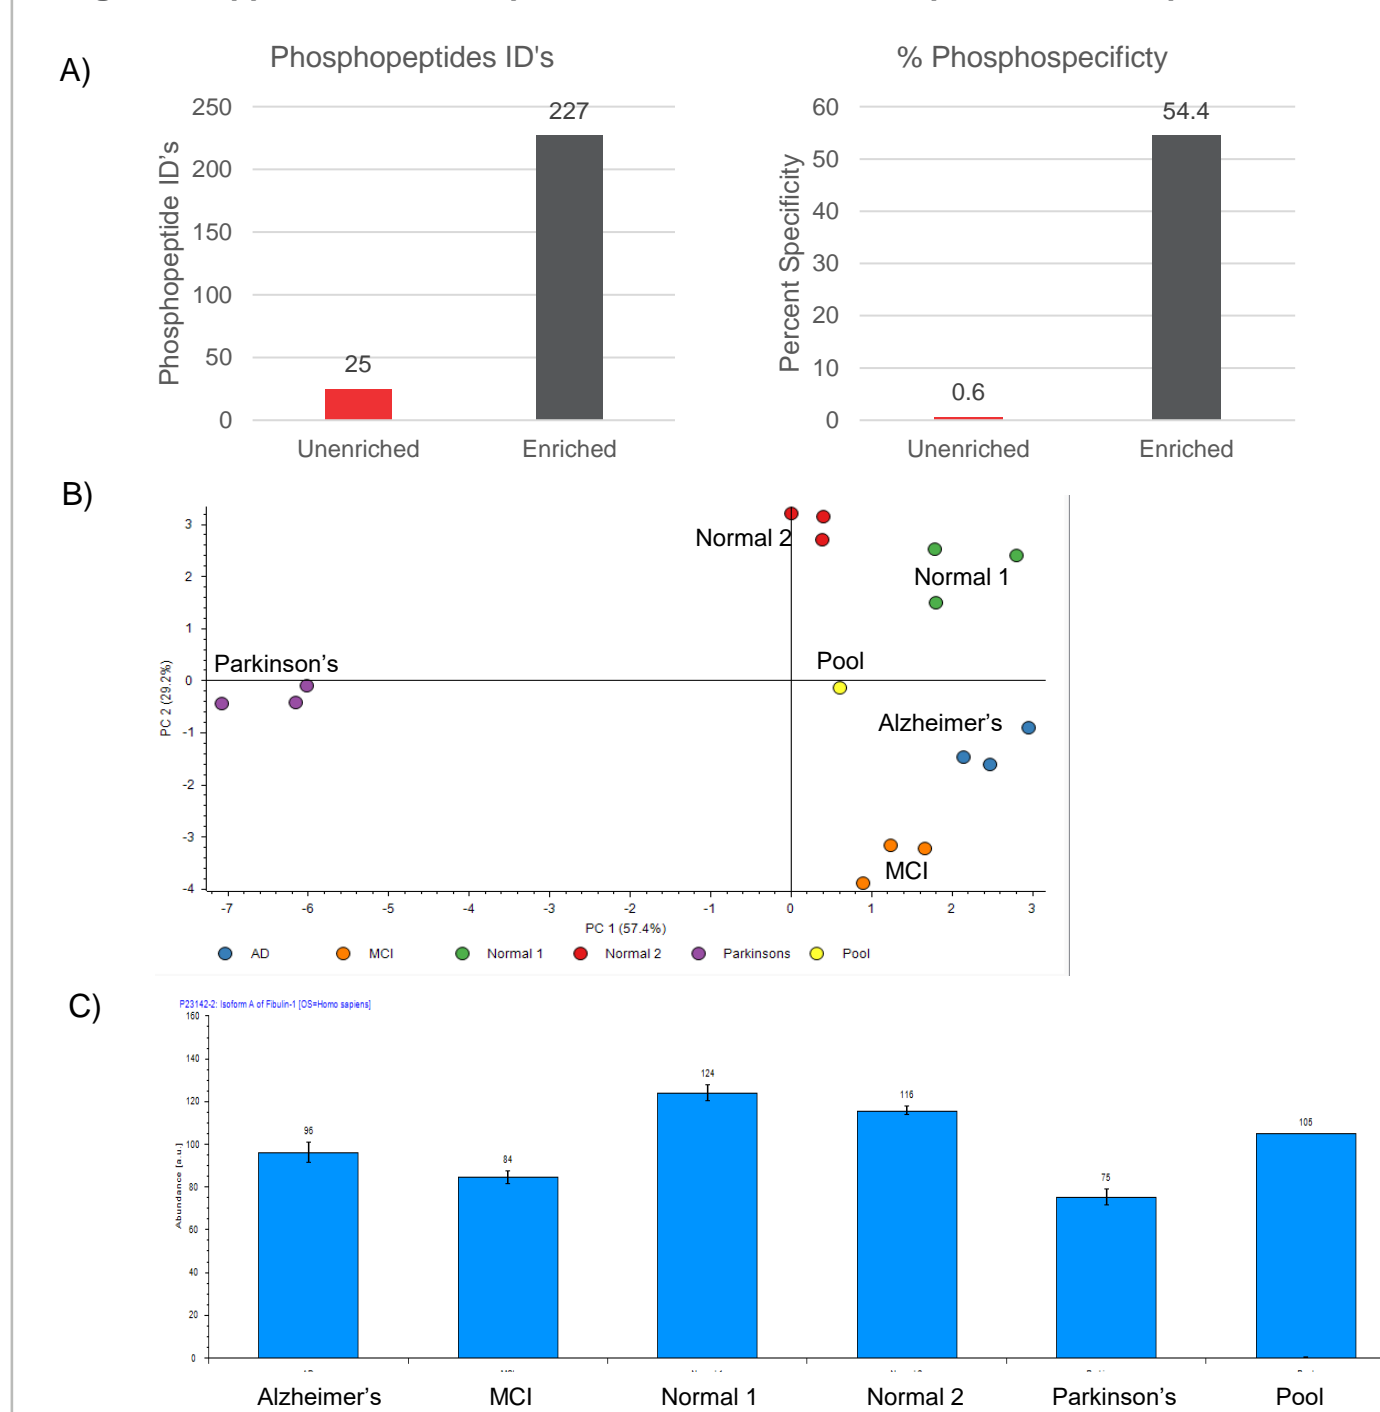 A)
Phosphopeptides ID's
Phosphopeptide ID's
250
200
150
100
50
0
25
227
Unenriched
Enriched
% Phosphospecificty
Percent Specificity
60
50
40
30
20
10
0
0.6
54.4
Unenriched
Enriched
B)
PC 2 (29.2%)
3
2
1
0
-1
-2
-3
-4
Normal 2
Normal 1
Parkinson's
Pool
Alzheimer's
MCI
-7 -6 -5 -4 -3 -2 -1 0 1 2 3
PC 1 (57.4%)
AD MCI Normal 1 Normal 2 Parkinsons Pool
C)
P23142-2: Isoform A of Fibulin-1 [OS=Homo sapiens]
Abundance [a.u.]
160
140
120
100
80
60
40
20
0
96
84
124
116
75
105
Alzheimer's MCI Normal 1 Normal 2 Parkinson's Pool